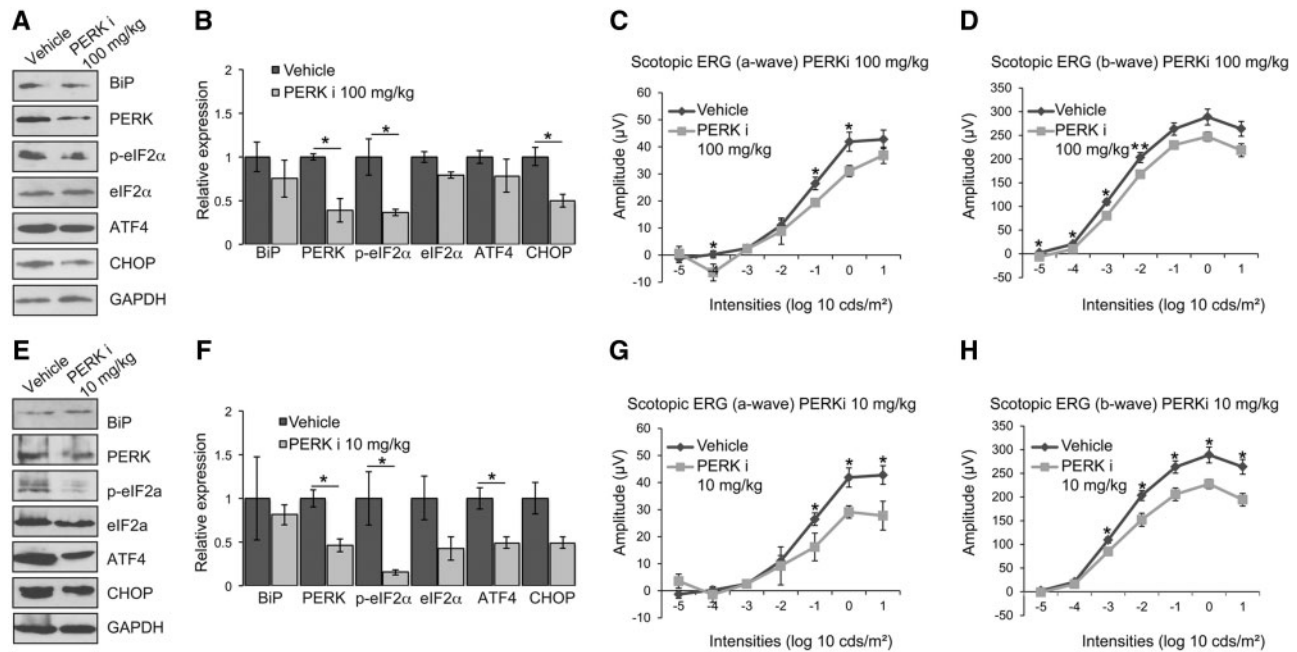 A
Vehicle
PERK i
100 mg/kg
BiP
PERK
p-eIF2α
eIF2α
ATF4
CHOP
GAPDH
B
Vehicle
PERK i 100 mg/kg
Relative expression
2
1.5
1
0.5
0
*
*
*
BiP
PERK
p-eIF2α
eIF2α
ATF4
CHOP
C
Scotopic ERG (a-wave) PERKi 100 mg/kg
Vehicle
PERK i
100 mg/kg
Amplitude (µV)
60
50
40
30
20
10
0
-10
*
*
*
-5
-4
-3
-2
-1
0
1
Intensities (log 10 cds/m²)
D
Scotopic ERG (b-wave) PERKi 100 mg/kg
Vehicle
PERK i
100 mg/kg
Amplitude (µV)
350
300
250
200
150
100
50
0
-50
*
*
*
**
-5
-4
-3
-2
-1
0
1
Intensities (log 10 cds/m²)
E
Vehicle
PERK i
10 mg/kg
BiP
PERK
p-eIF2a
eIF2a
ATF4
CHOP
GAPDH
F
Vehicle
PERK i 10 mg/kg
Relative expression
2
1.5
1
0.5
0
*
*
*
BiP
PERK
p-eIF2α
eIF2α
ATF4
CHOP
G
Scotopic ERG (a-wave) PERKi 10 mg/kg
Vehicle
PERK i
10 mg/kg
Amplitude (µV)
60
50
40
30
20
10
0
-10
*
*
*
-5
-4
-3
-2
-1
0
1
Intensities (log 10 cds/m²)
H
Scotopic ERG (b-wave) PERKi 10 mg/kg
Vehicle
PERK i
10 mg/kg
Amplitude (µV)
350
300
250
200
150
100
50
0
-50
*
*
*
*
*
-5
-4
-3
-2
-1
0
1
Intensities (log 10 cds/m²)